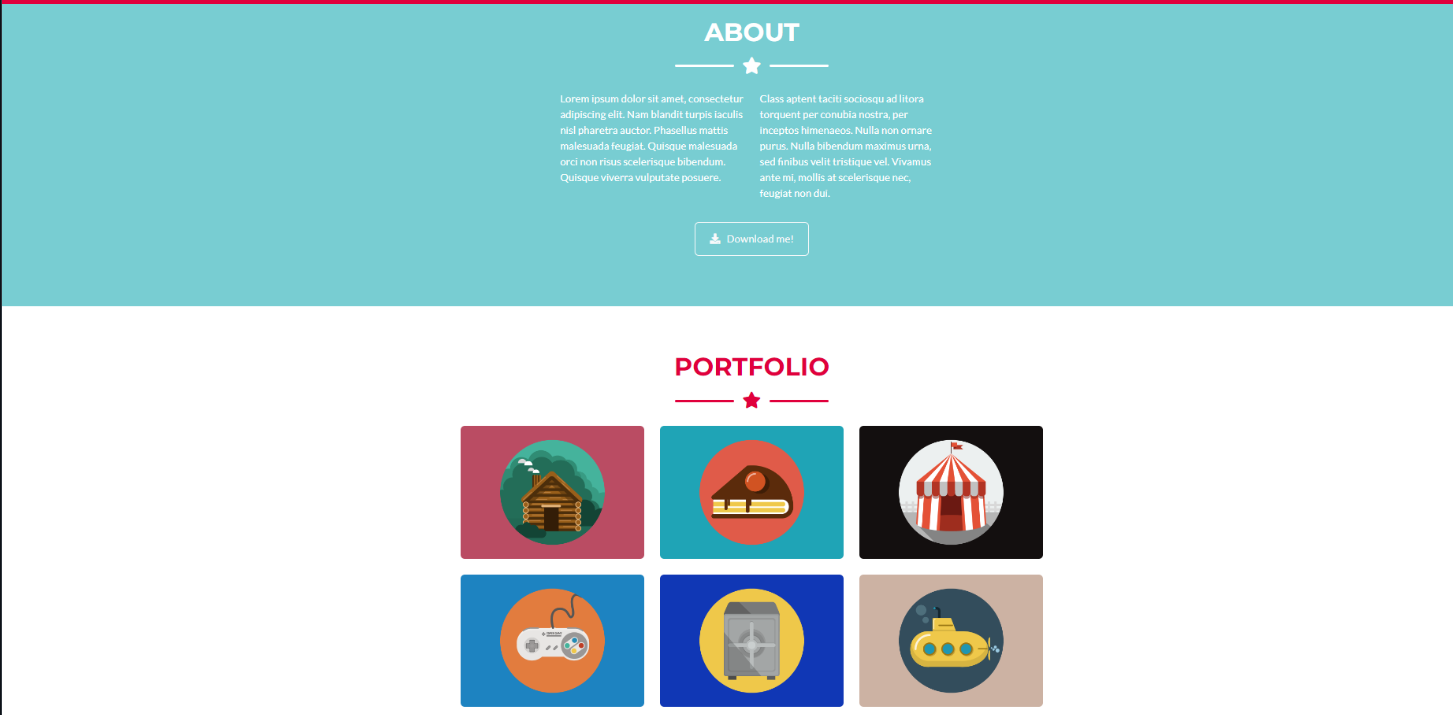 ABOUT
Lorem ipsum dolor sit amet, consectetur
adipiscing elit. Nam blandit turpis iaculis
nisl pharetra auctor. Phasellus mattis
malesuada feugiat. Quisque malesuada
orci non risus scelerisque bibendum.
Quisque viverra vulputate posuere.
Class aptent taciti sociosqu ad litora
torquent per conubia nostra, per
inceptos himenaeos. Nulla non ornare
purus. Nulla bibendum maximus urna,
sed finibus velit tristique vel. Vivamus
ante mi, mollis at scelerisque nec,
feugiat non dui.
Download me!
PORTFOLIO